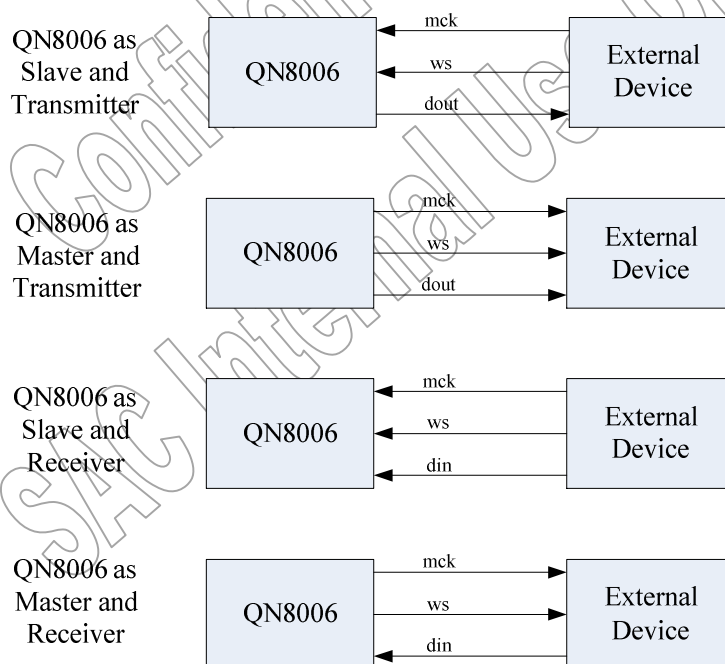 QN8006 as
Slave and
Transmitter
QN8006
mck
ws
dout
External
Device
QN8006 as
Master and
Transmitter
QN8006
mck
ws
dout
External
Device
QN8006 as
Slave and
Receiver
QN8006
mck
ws
din
External
Device
QN8006 as
Master and
Receiver
QN8006
mck
ws
din
External
Device
SAC Internal Us